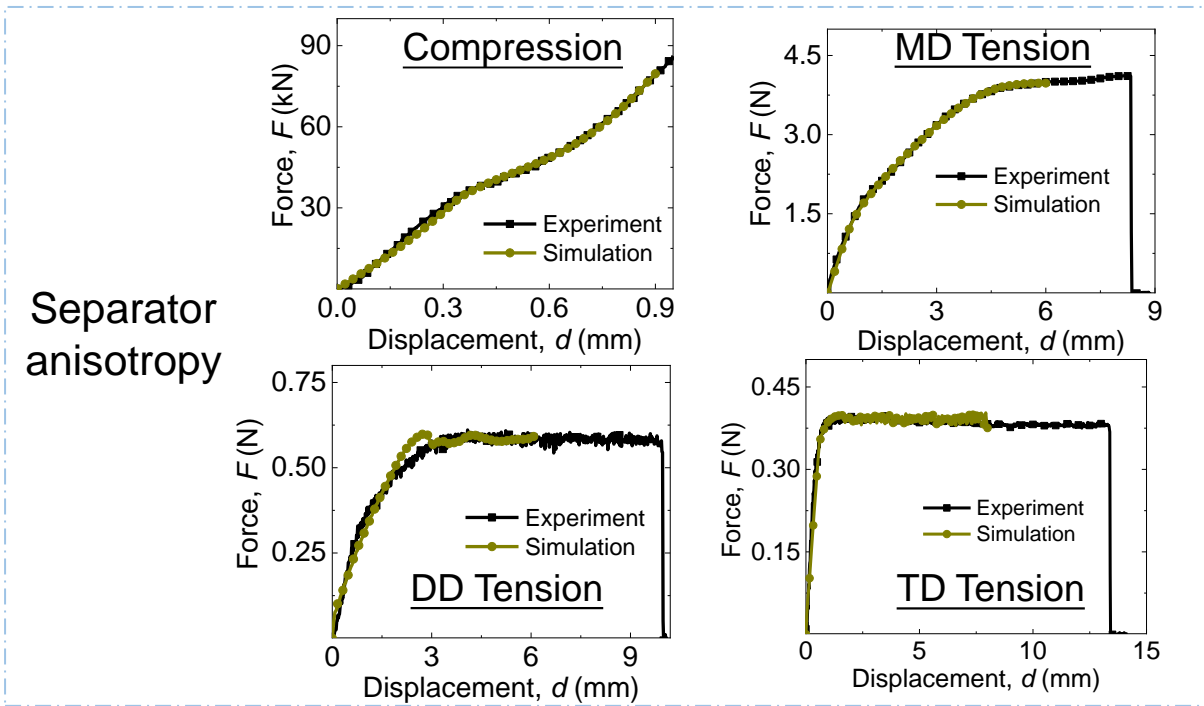 Separator
anisotropy
Compression
Force, F (kN)
90
60
30
0.0
0.3
0.6
0.9
Displacement, d (mm)
Experiment
Simulation
MD Tension
Force, F (N)
4.5
3.0
1.5
0
3
6
9
Displacement, d (mm)
Experiment
Simulation
DD Tension
Force, F (N)
0.75
0.50
0.25
0
3
6
9
Displacement, d (mm)
Experiment
Simulation
TD Tension
Force, F (N)
0.45
0.30
0.15
0
5
10
15
Displacement, d (mm)
Experiment
Simulation